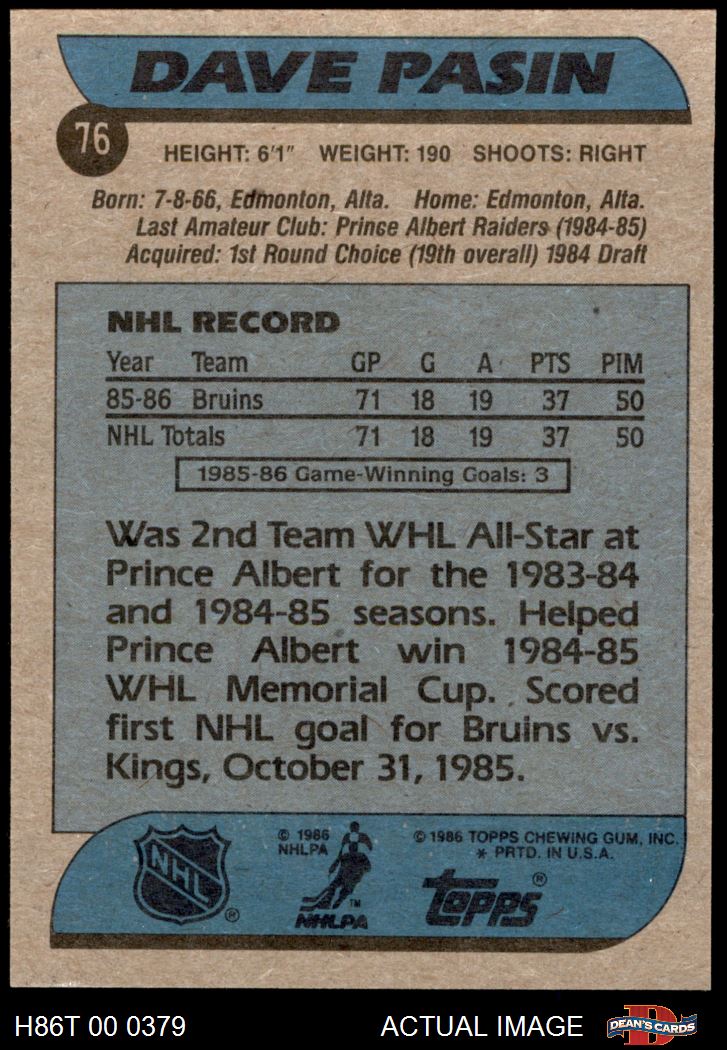 DAVE PASIN
76
HEIGHT: 6'1" WEIGHT: 190 SHOOTS: RIGHT
Born: 7-8-66, Edmonton, Alta. Home: Edmonton, Alta.
Last Amateur Club: Prince Albert Raiders (1984-85)
Acquired: 1st Round Choice (19th overall) 1984 Draft
NHL RECORD
Year Team GP G A PTS PIM
85-86 Bruins 71 18 19 37 50
NHL Totals 71 18 19 37 50
1985-86 Game-Winning Goals: 3
Was 2nd Team WHL All-Star at
Prince Albert for the 1983-84
and 1984-85 seasons. Helped
Prince Albert win 1984-85
WHL Memorial Cup. Scored
first NHL goal for Bruins vs.
Kings, October 31, 1985.
NHL ®
© 1986
NHLPA
TM
NHLPA
© 1986 TOPPS CHEWING GUM, INC.
* PRTD. IN U.S.A.
topps ®
H86T 00 0379 ACTUAL IMAGE
D
DEAN'S CARDS